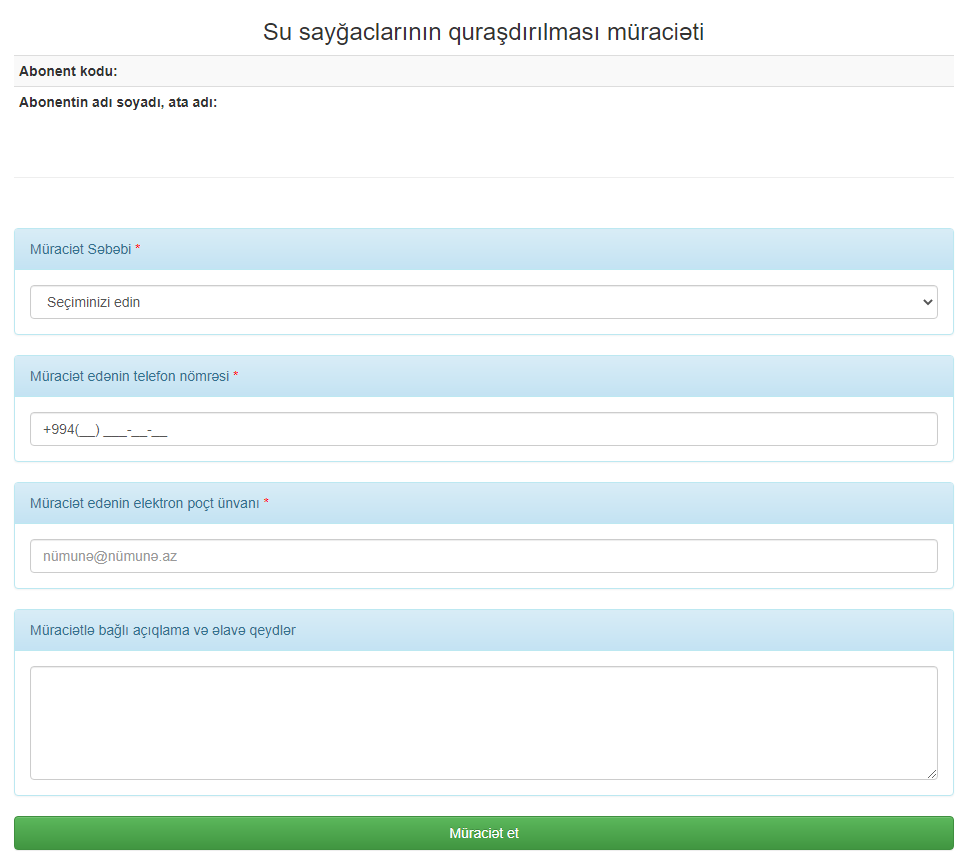 Su sayğaclarının quraşdırılması müraciəti
Abonent kodu:
Abonentin adı soyadı, ata adı:
Müraciət Səbəbi *
Seçiminizi edin
Müraciət edənin telefon nömrəsi *
+994(__) ___-__-__
Müraciət edənin elektron poçt ünvanı *
nümunə@nümunə.az
Müraciətlə bağlı açıqlama və əlavə qeydlər
Müraciət et